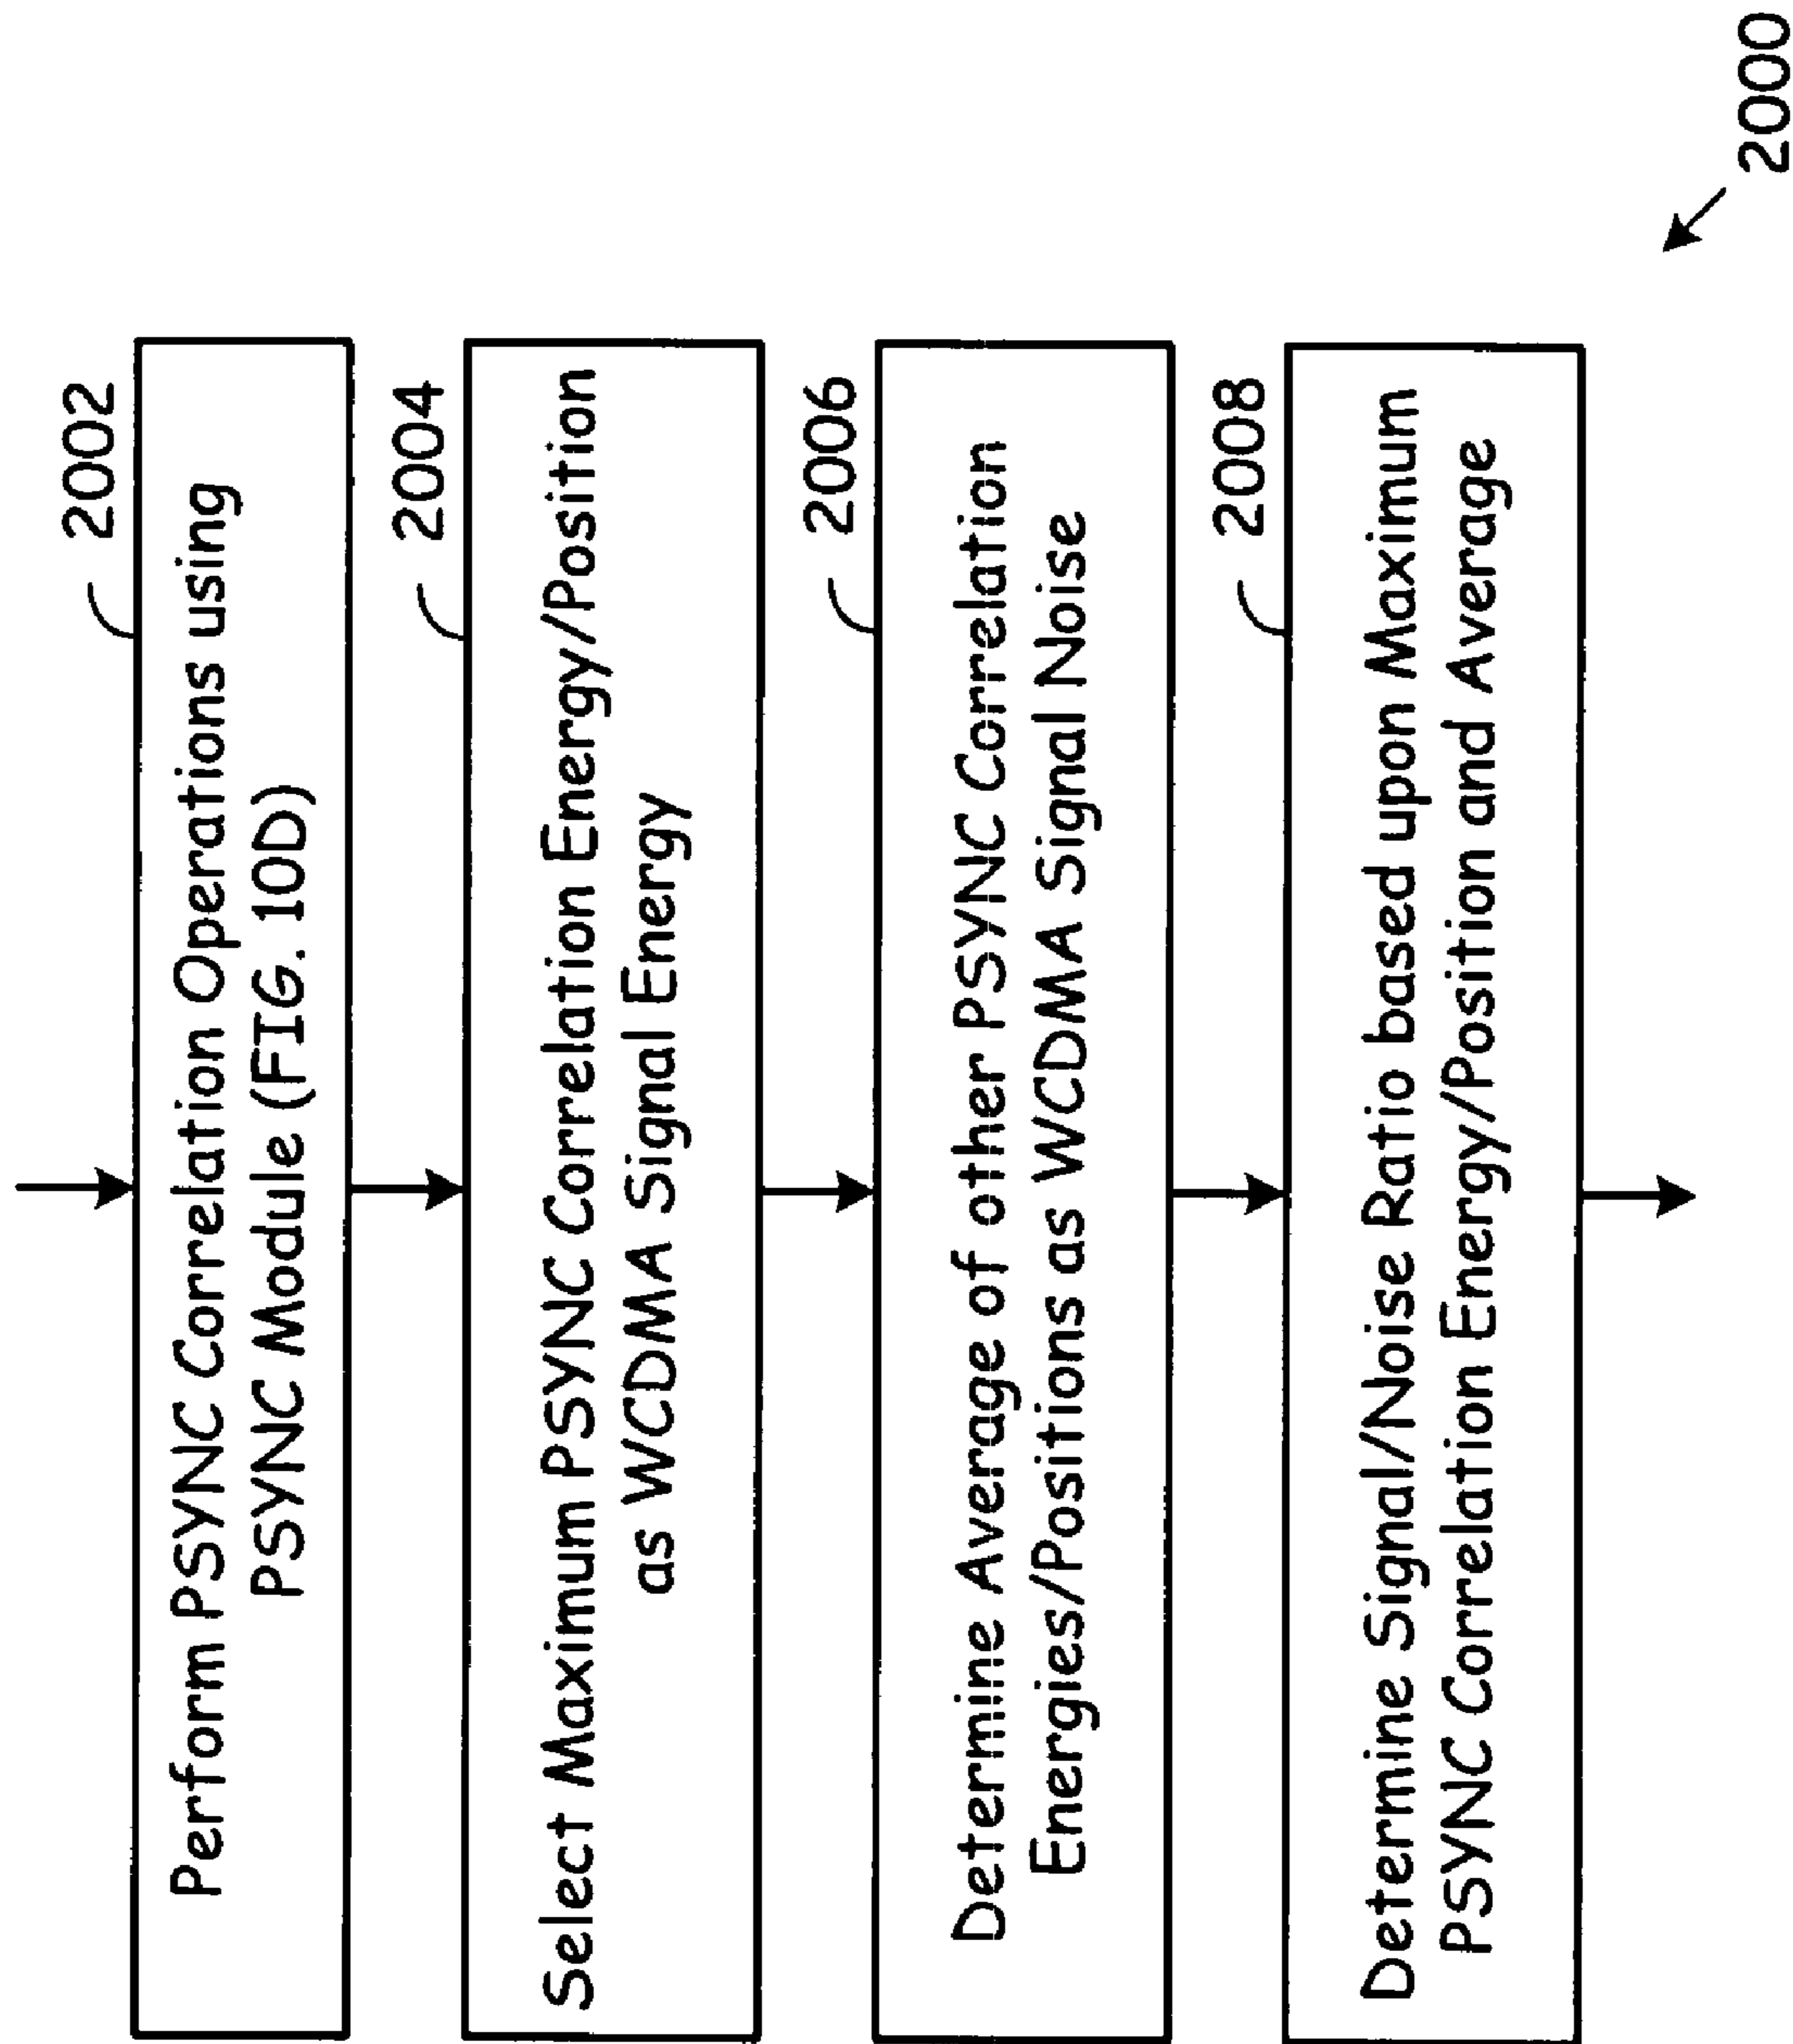 2002
Perform PSYNC Correlation Operations using
PSYNC Module (FIG. 10D)
2004
Select Maximum PSYNC Correlation Energy/Position
as WCDMA Signal Energy
2006
Determine Average of other PSYNC Correlation
Energies/Positions as WCDMA Signal Noise
2008
Determine Signal/Noise Ratio based upon Maximum
PSYNC Correlation Energy/Position and Average
2000